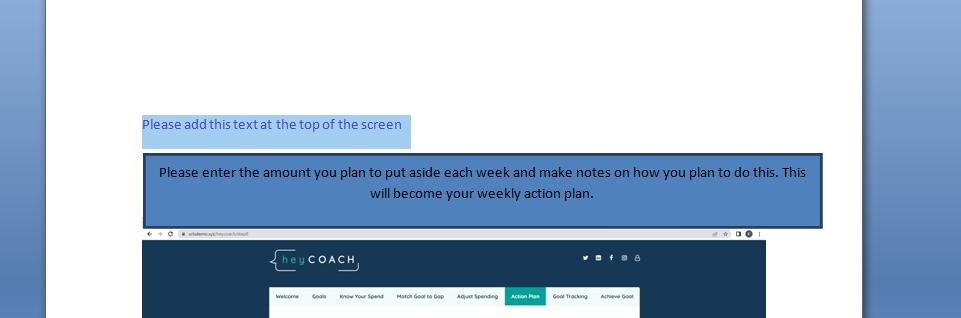 Please add this text at the top of the screen
Please enter the amount you plan to put aside each week and make notes on how you plan to do this. This
will become your weekly action plan.
hey COACH
Welcome Goals Know Your Spend Match Goal to Gap Adjust Spending Action Plan Goal Tracking Achieve Goal